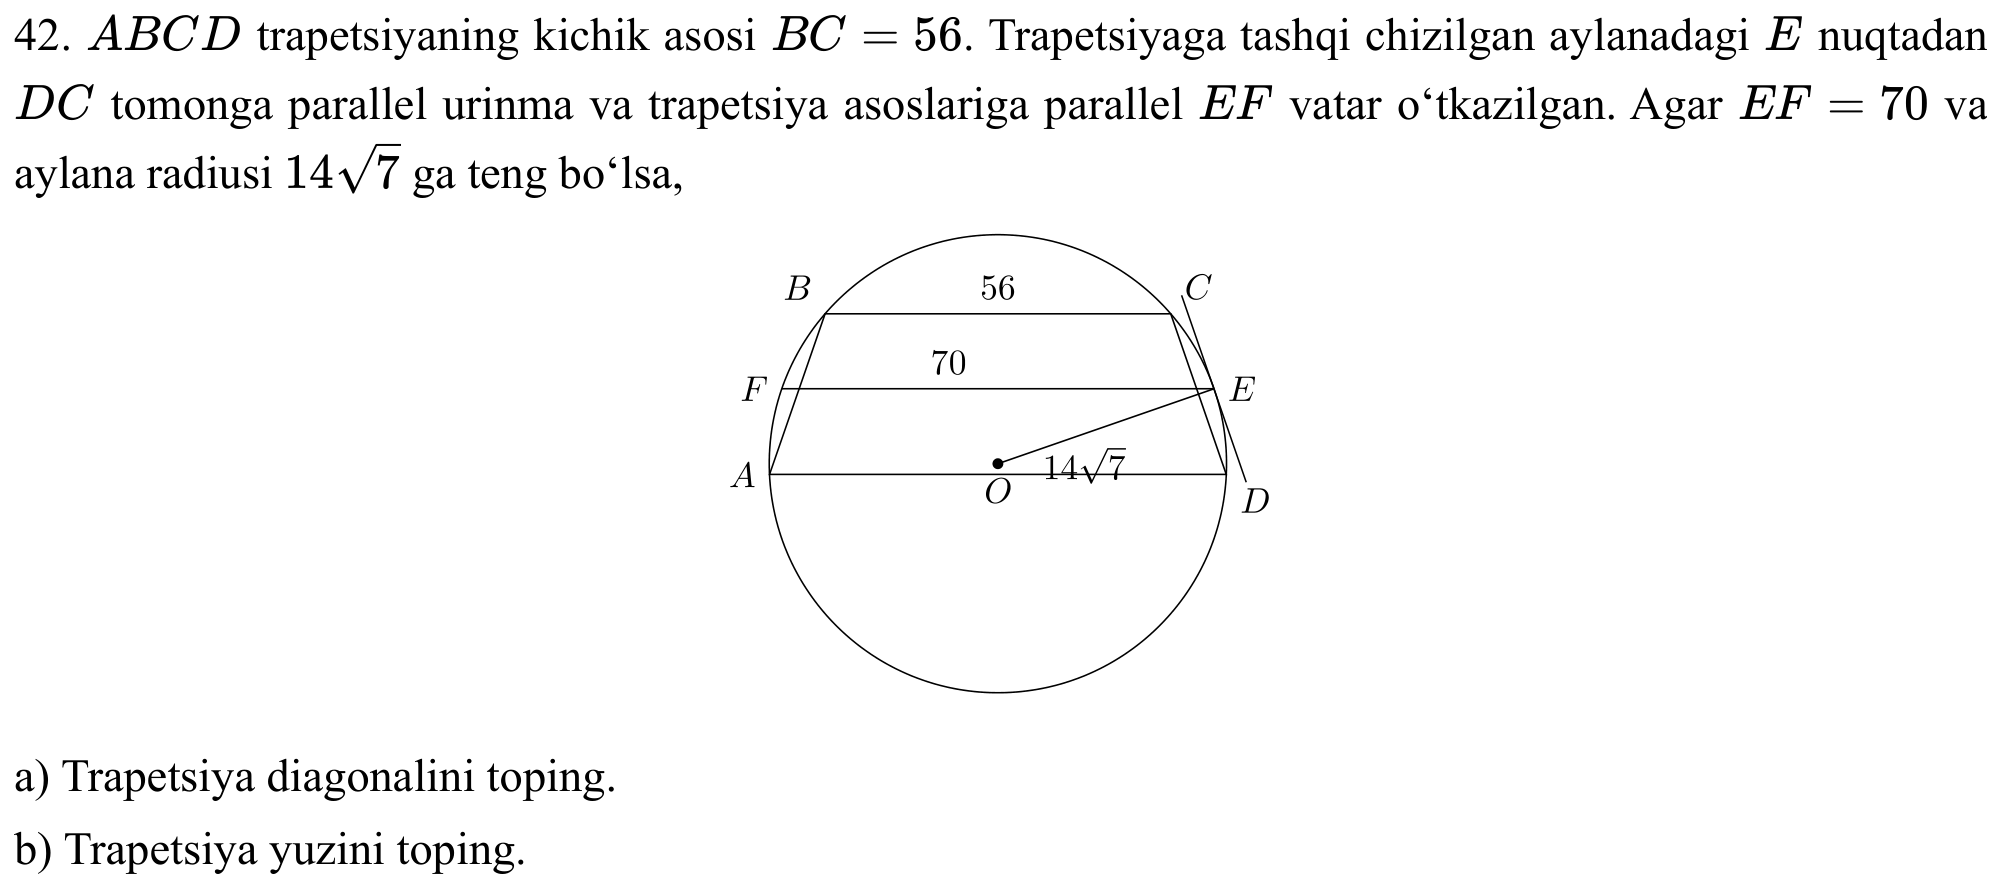 42. ABCD trapetsiyaning kichik asosi BC = 56. Trapetsiyaga tashqi chizilgan aylanadagi E nuqtadan
DC tomonga parallel urinma va trapetsiya asoslariga parallel EF vatar o‘tkazilgan. Agar EF = 70 va
aylana radiusi 14√7 ga teng bo‘lsa,
B 56 C
70
F E
A 14√7
O D
a) Trapetsiya diagonalini toping.
b) Trapetsiya yuzini toping.